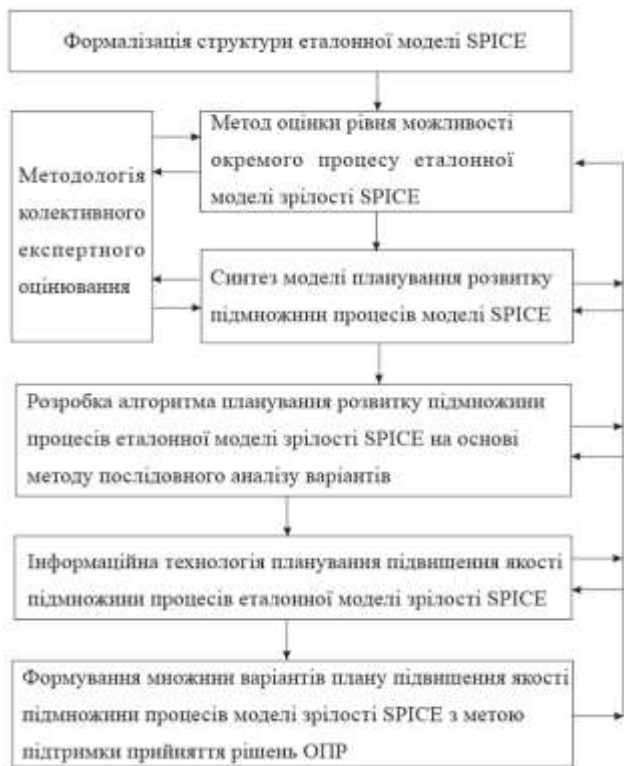 Формалізація структури еталонної моделі SPICE
Метод оцінки рівня можливості
окремого процесу еталонної
моделі зрілості SPICE
Методологія
колективного
експертного
оцінювання
Синтез моделі планування розвитку
підмножини процесів моделі SPICE
Розробка алгоритма планування розвитку підмножини
процесів еталонної моделі зрілості SPICE на основі
методу послідовного аналізу варіантів
Інформаційна технологія планування підвищення якості
підмножини процесів еталонної моделі зрілості SPICE
Формування множини варіантів плану підвищення якості
підмножини процесів моделі зрілості SPICE з метою
підтримки прийняття рішень ОПР